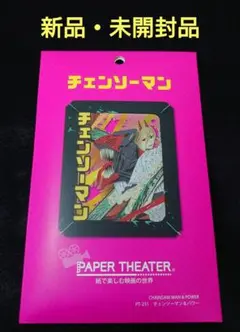 新品・未開封品
チェンソーマン
チェンソーマン
PAPER THEATER®
紙で楽しむ映画の世界
CHAINSAW MAN & POWER
PT-251 チェンソーマン&パワー